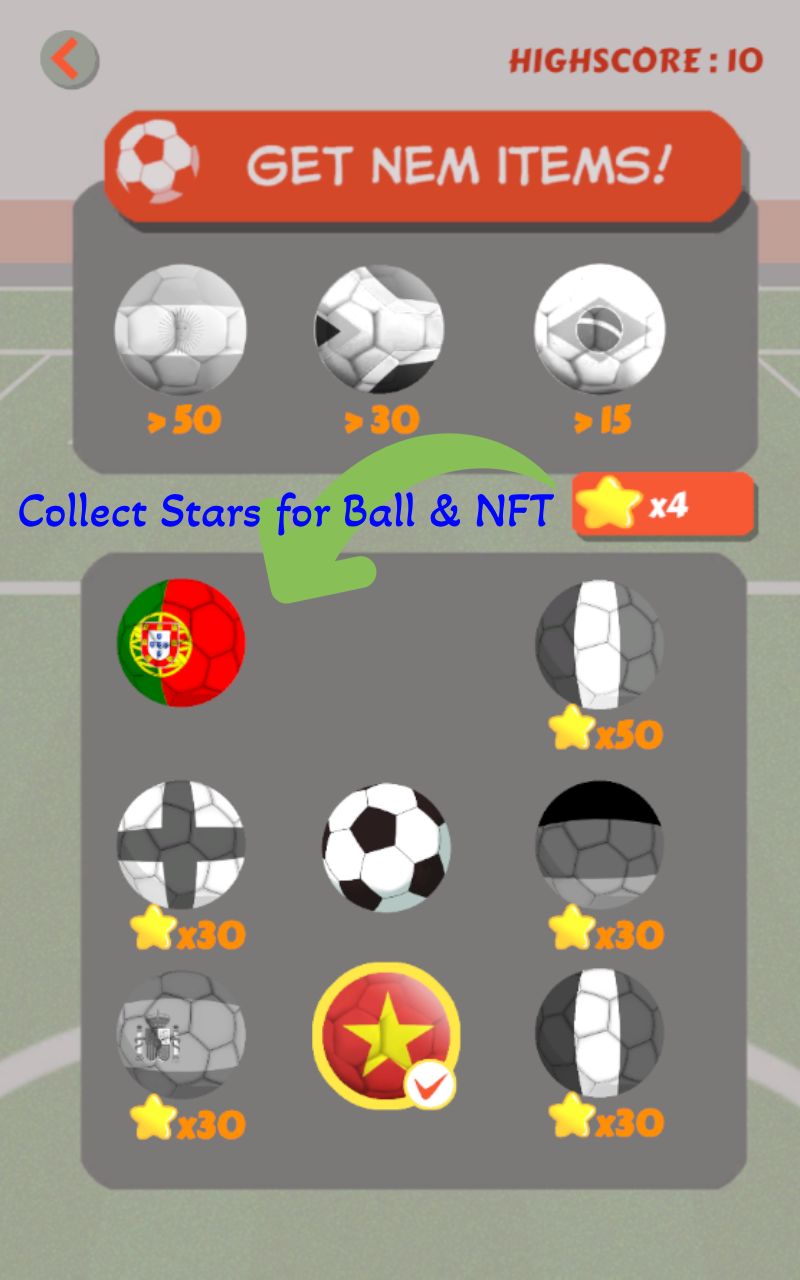 HIGHSCORE : 10
GET NEM ITEMS!
> 50
> 30
> 15
Collect Stars for Ball & NFT
x4
x50
x30
x30
x30
x30